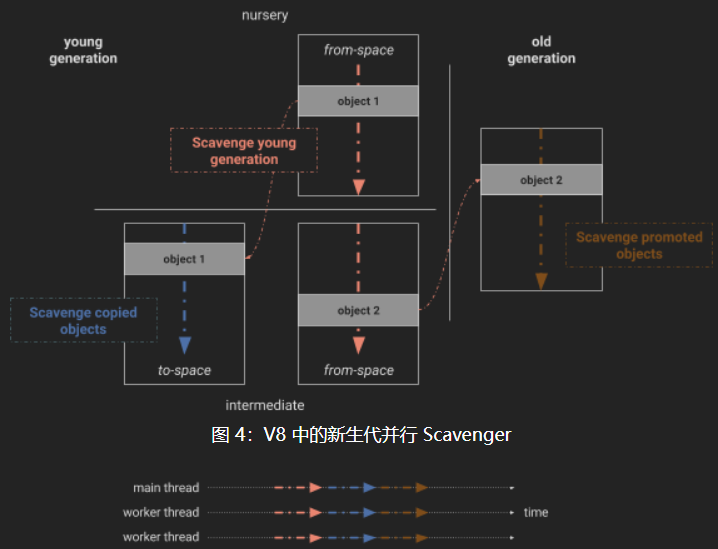 nursery
young
generation
from-space
old
generation
object 1
Scavenge young
generation
object 2
object 1
Scavenge promoted
objects
Scavenge copied
objects
object 2
to-space
from-space
intermediate
图 4：V8 中的新生代并行 Scavenger
main thread
worker thread
time
worker thread